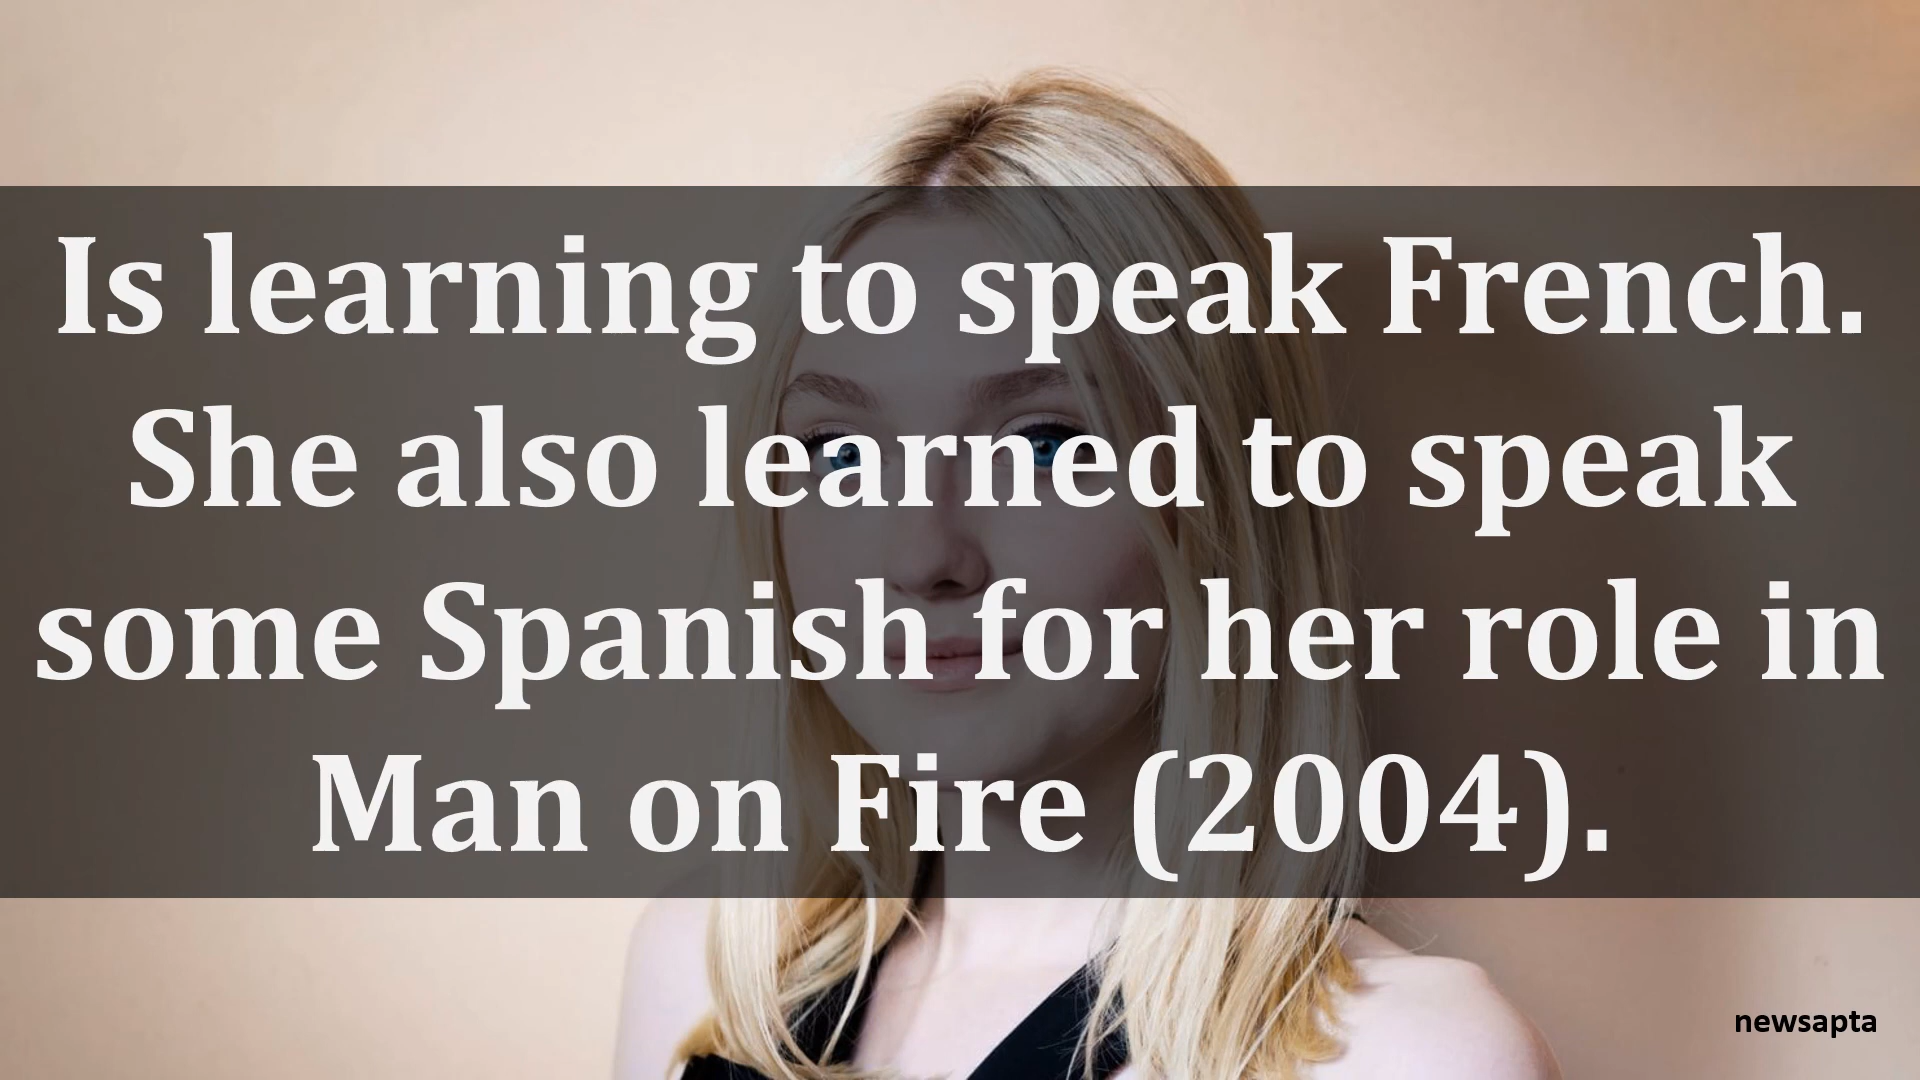 Is learning to speak French.
She also learned to speak
some Spanish for her role in
Man on Fire (2004).
newsapta